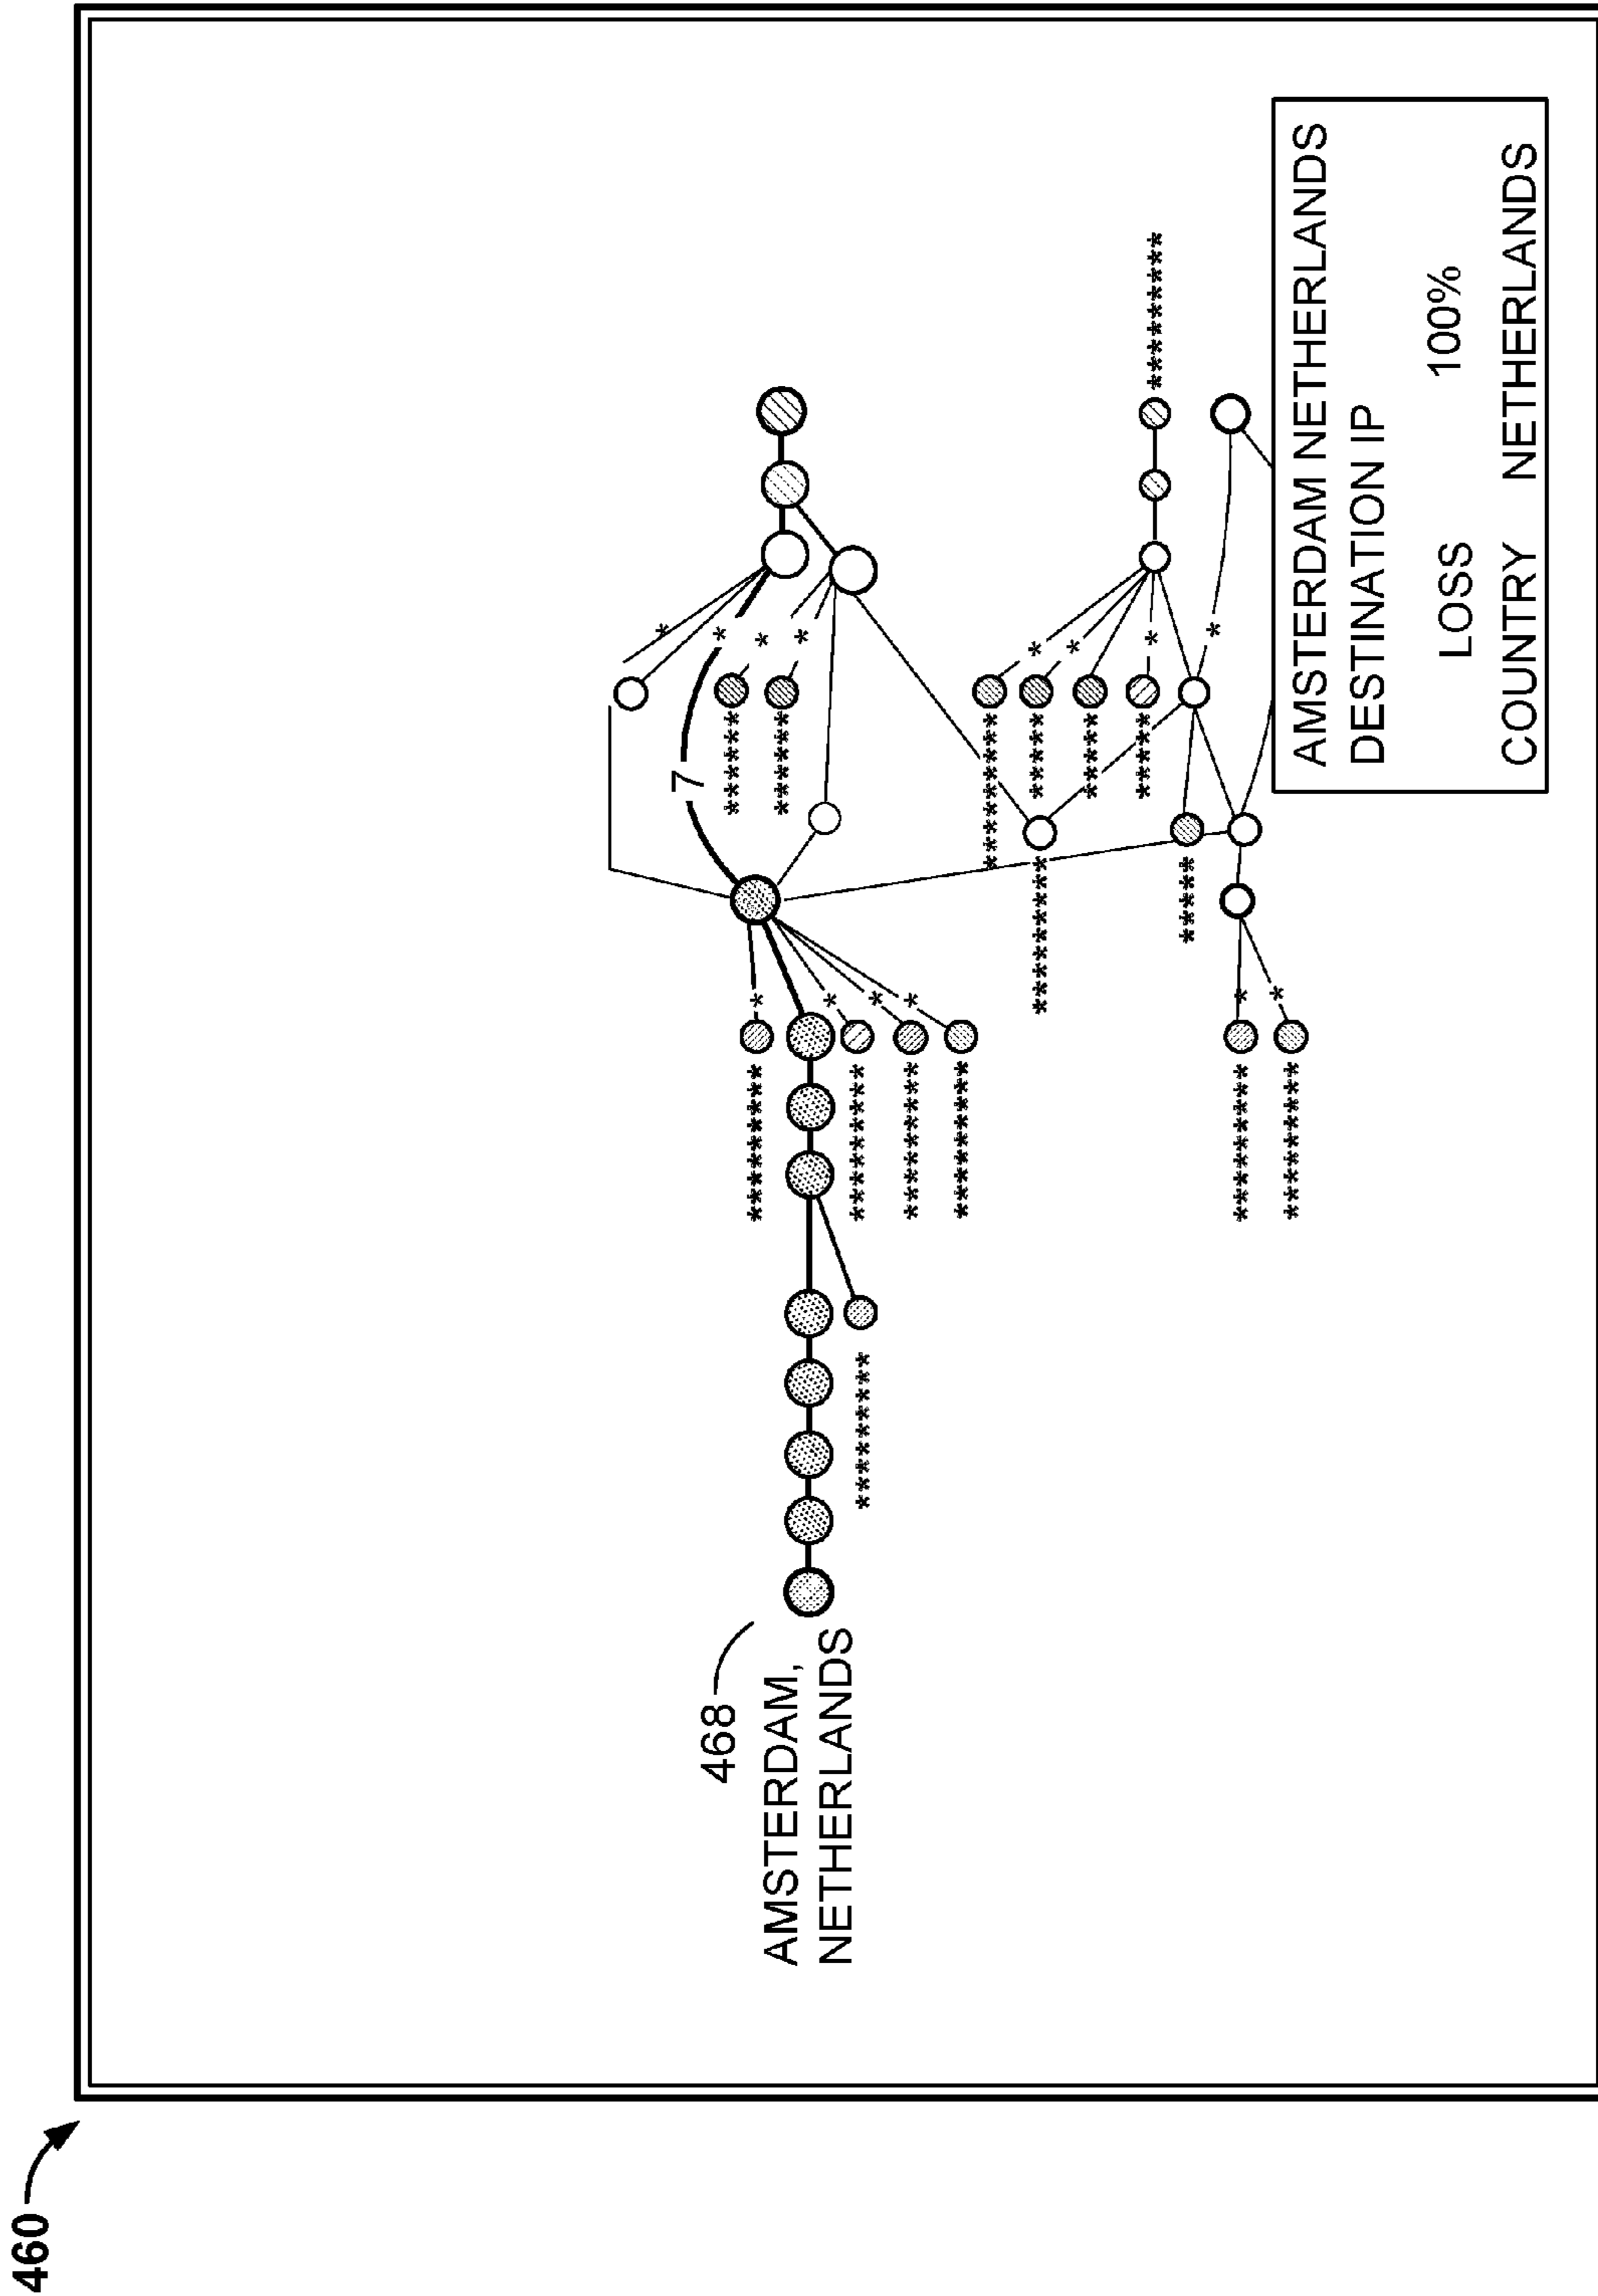 460
7
468
AMSTERDAM,
NETHERLANDS
AMSTERDAM NETHERLANDS
DESTINATION IP
LOSS 100%
COUNTRY NETHERLANDS